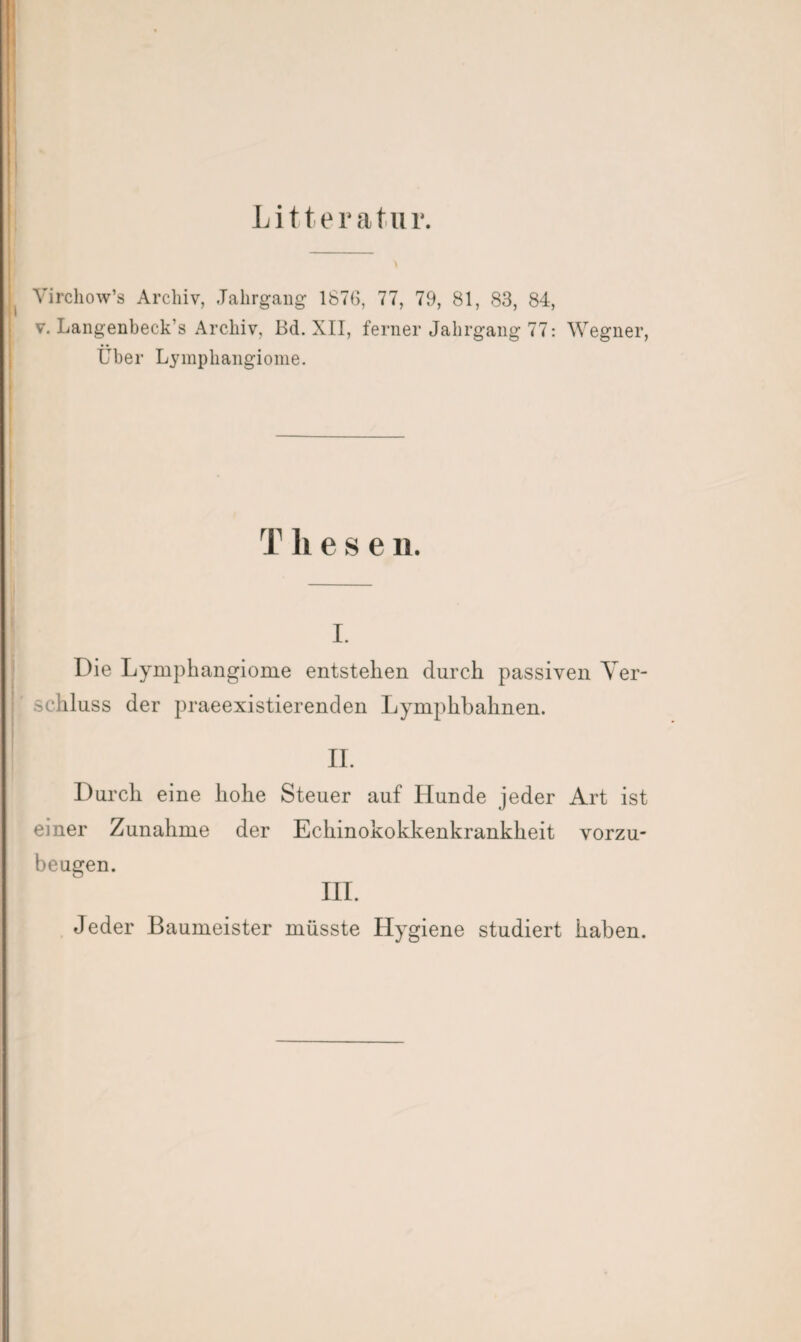 Litteratur.
Virchow's Archiv, Jahrgang 1876, 77, 79, 81, 83, 84,
v. Langenbeck's Archiv, Bd. XII, ferner Jahrgang 77: Wegner,
Über Lymphangiome.
Thesen.
I.
Die Lymphangiome entstehen durch passiven Ver-
schluss der praeexistierenden Lymphbahnen.
II.
Durch eine hohe Steuer auf Hunde jeder Art ist
einer Zunahme der Echinokokkenkrankheit vorzu-
beugen.
III.
Jeder Baumeister müsste Hygiene studiert haben.